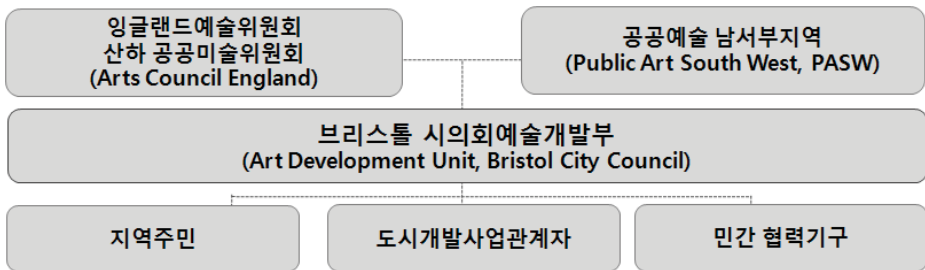 잉글랜드예술위원회
산하 공공미술위원회
(Arts Council England)
공공예술 남서부지역
(Public Art South West, PASW)
브리스톨 시의회예술개발부
(Art Development Unit, Bristol City Council)
지역주민
도시개발사업관계자
민간 협력기구